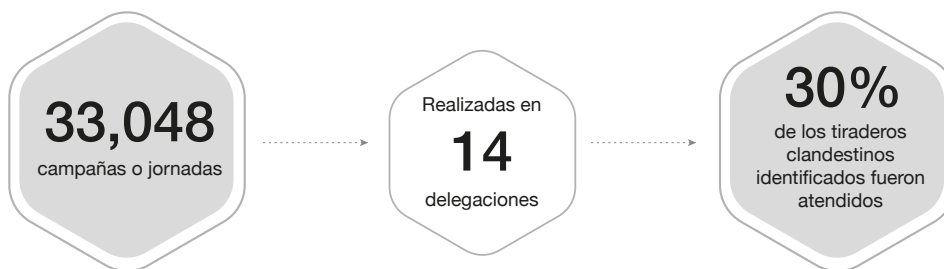 33,048
campañas o jornadas
Realizadas en
14
delegaciones
30%
de los tiraderos
clandestinos
identificados fueron
atendidos